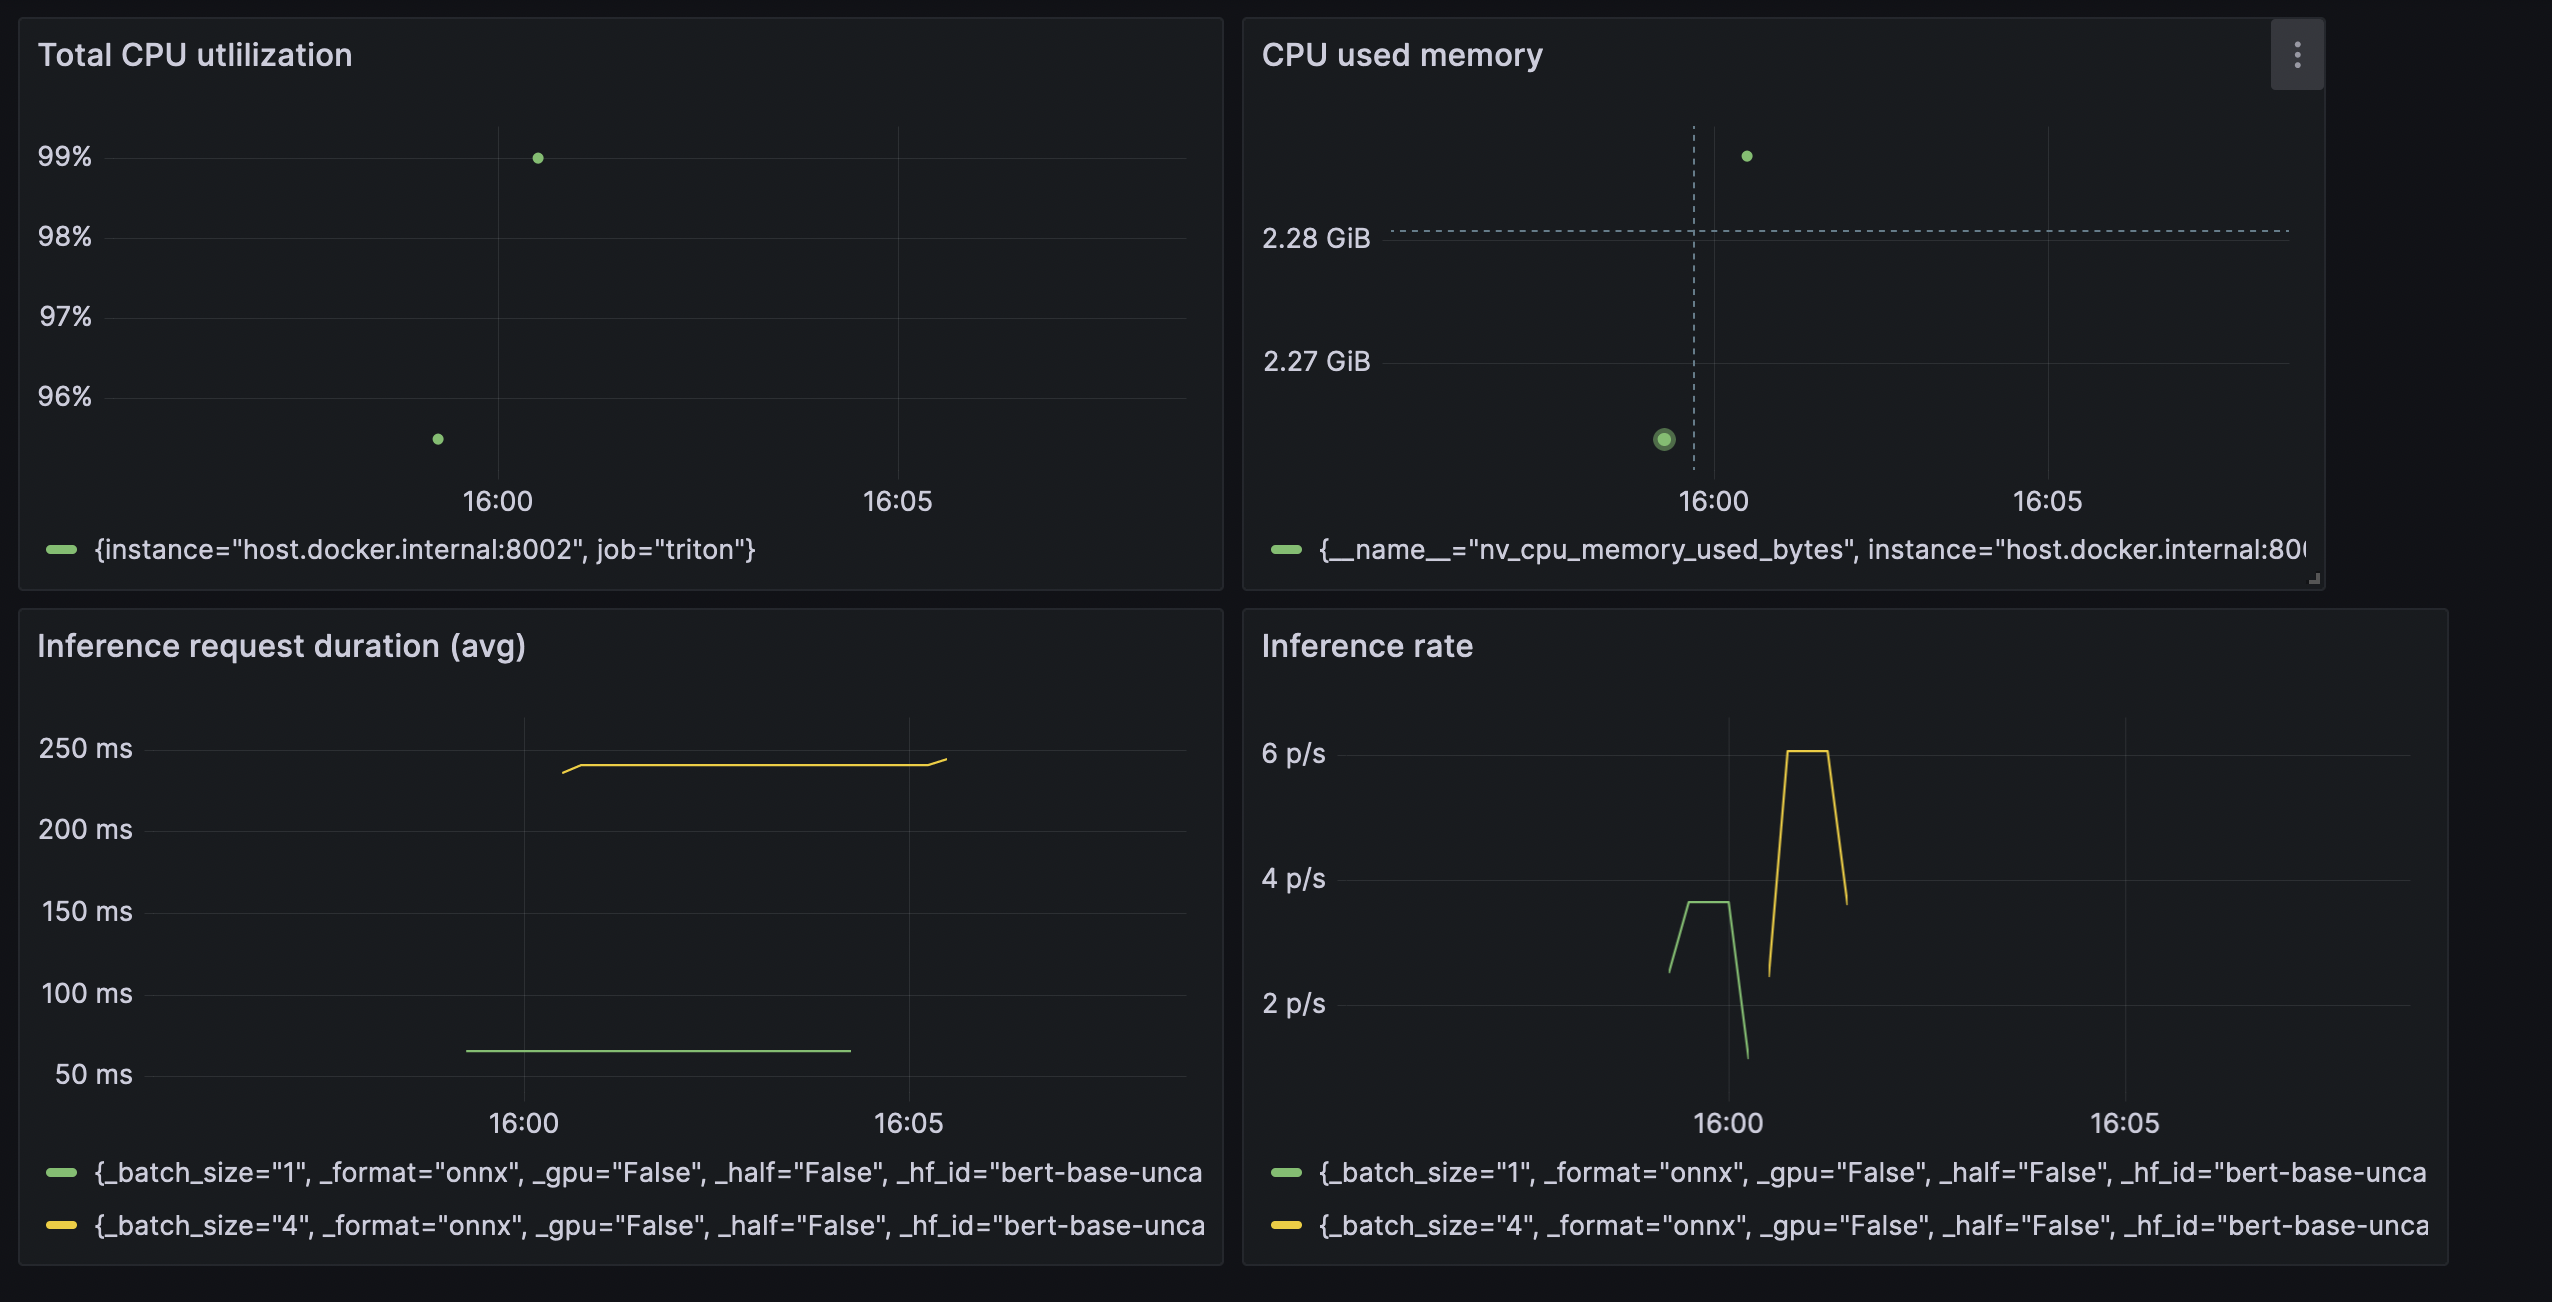 Total CPU utlilization
99%
98%
97%
96%
16:00
16:05
{instance="host.docker.internal:8002", job="triton"}
CPU used memory
2.28 GiB
2.27 GiB
16:00
16:05
{__name__="nv_cpu_memory_used_bytes", instance="host.docker.internal:800
Inference request duration (avg)
250 ms
200 ms
150 ms
100 ms
50 ms
16:00
16:05
{_batch_size="1", _format="onnx", _gpu="False", _half="False", _hf_id="bert-base-unca
{_batch_size="4", _format="onnx", _gpu="False", _half="False", _hf_id="bert-base-unca
Inference rate
6 p/s
4 p/s
2 p/s
16:00
16:05
{_batch_size="1", _format="onnx", _gpu="False", _half="False", _hf_id="bert-base-unca
{_batch_size="4", _format="onnx", _gpu="False", _half="False", _hf_id="bert-base-unca